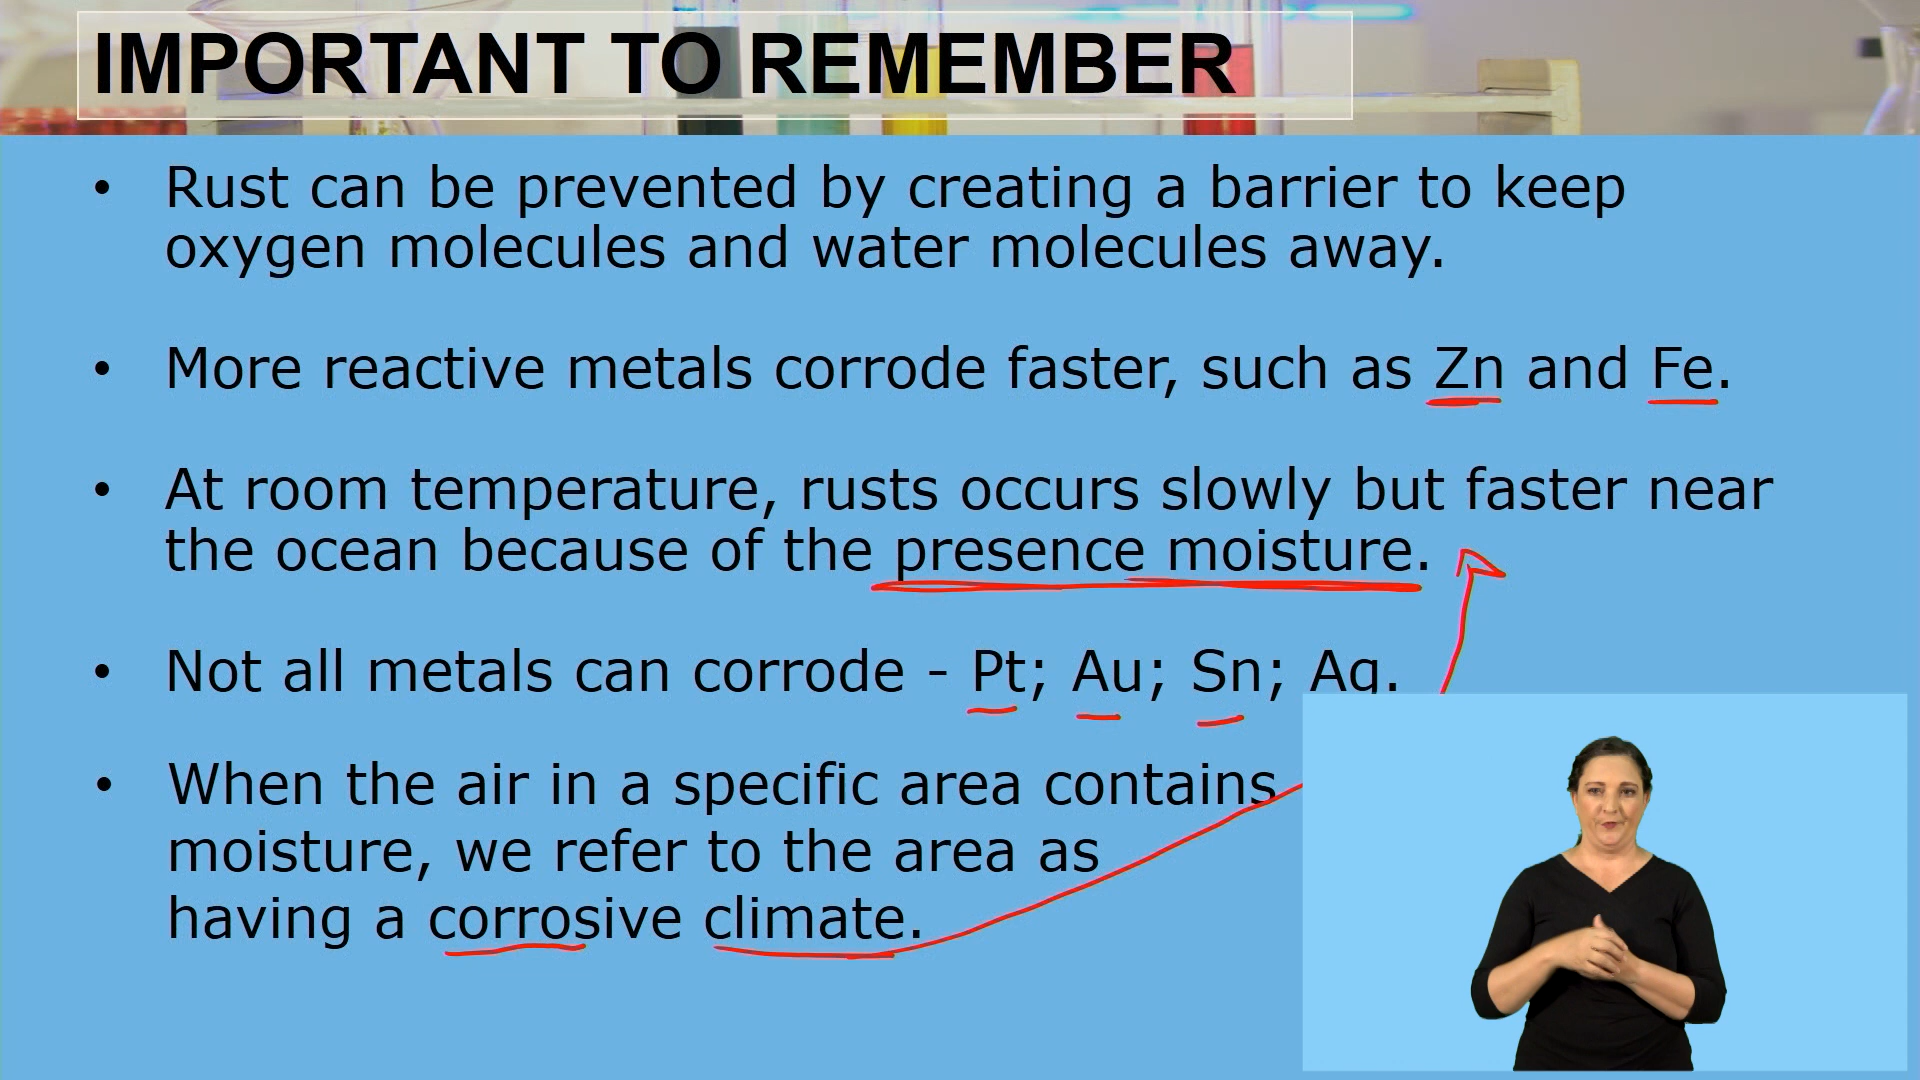 IMPORTANT TO REMEMBER
• Rust can be prevented by creating a barrier to keep
oxygen molecules and water molecules away.
• More reactive metals corrode faster, such as Zn and Fe.
• At room temperature, rusts occurs slowly but faster near
the ocean because of the presence moisture.
• Not all metals can corrode - Pt; Au; Sn; Ag.
• When the air in a specific area contains
moisture, we refer to the area as
having a corrosive climate.